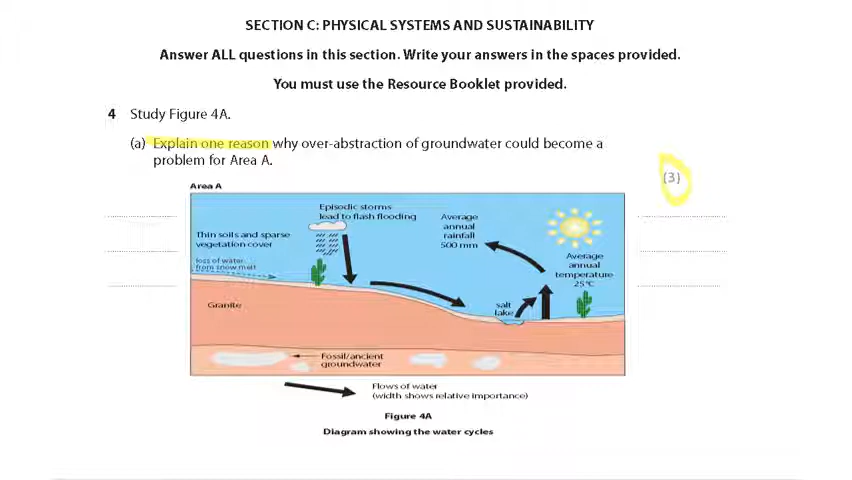 SECTION C: PHYSICAL SYSTEMS AND SUSTAINABILITY
Answer ALL questions in this section. Write your answers in the spaces provided.
You must use the Resource Booklet provided.
4 Study Figure 4A.
(a) Explain one reason why over-abstraction of groundwater could become a
problem for Area A.
(3)
Area A
Episodic storms
lead to flash flooding
Average
annual
rainfall
500 mm
Thin soils and sparse
vegetation cover
loss of water
from snow melt
Average
annual
temperature
25°C
Granite
salt
lake
Fossil/ancient
groundwater
Flows of water
(width shows relative importance)
Figure 4A
Diagram showing the water cycles